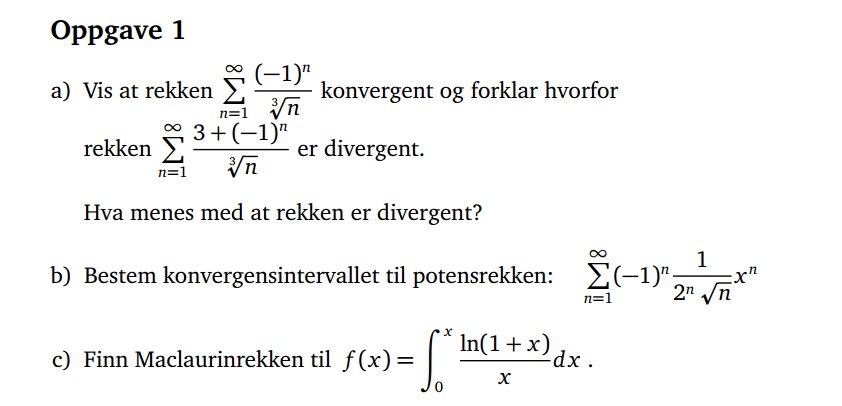 Oppgave 1
a) Vis at rekken $\sum_{n=1}^{\infty} \frac{(-1)^n}{\sqrt[3]{n}}$ konvergent og forklar hvorfor
rekken $\sum_{n=1}^{\infty} \frac{3+(-1)^n}{\sqrt[3]{n}}$ er divergent.
Hva menes med at rekken er divergent?
b) Bestem konvergensintervallet til potensrekken: $\sum_{n=1}^{\infty} (-1)^n \frac{1}{2^n \sqrt{n}} x^n$
c) Finn Maclaurinrekken til $f(x) = \int_0^x \frac{\ln(1+x)}{x} dx$ .